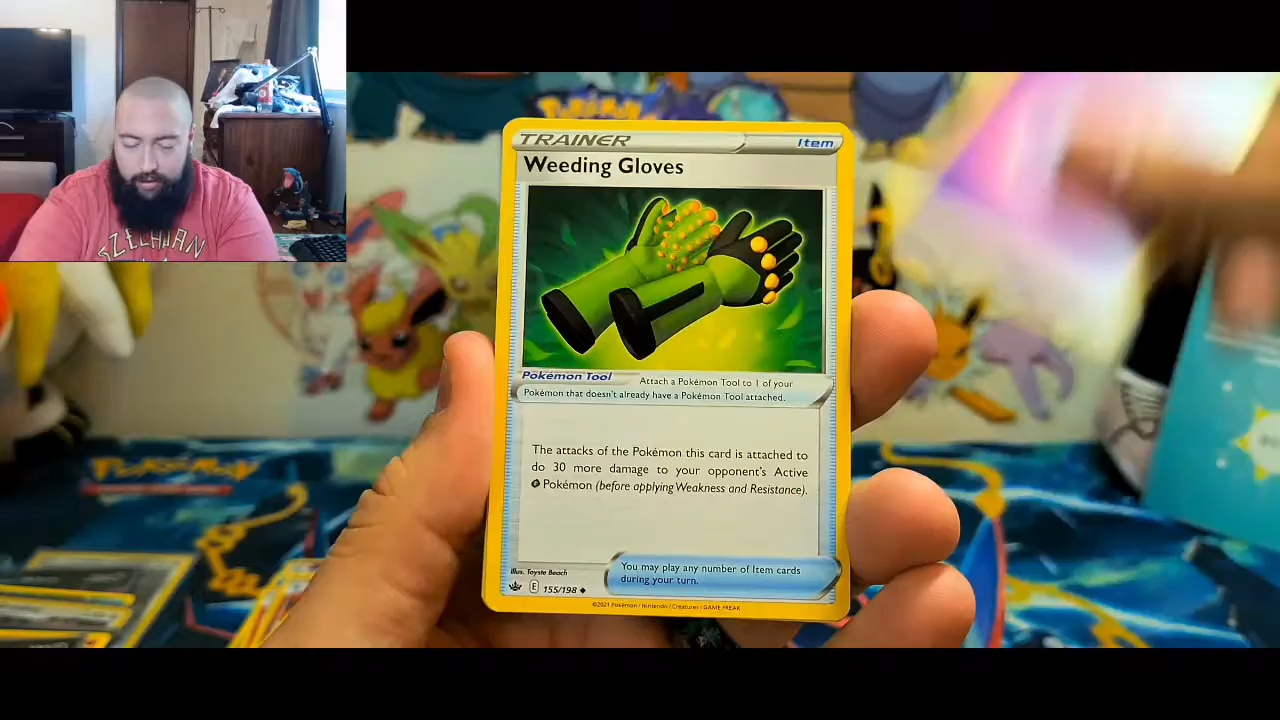 SZECHUAN
POKÉMON
TRAINER
Item
Weeding Gloves
Pokémon Tool
Attach a Pokémon Tool to 1 of your
Pokémon that doesn't already have a Pokémon Tool attached.
The attacks of the Pokémon this card is attached to
do 30 more damage to your opponent's Active
Pokémon (before applying Weakness and Resistance).
You may play any number of Item cards
during your turn.
Illus. Toyste Beach
E 155/198
©2021 Pokémon / Nintendo / Creatures / GAME FREAK
POKÉMON